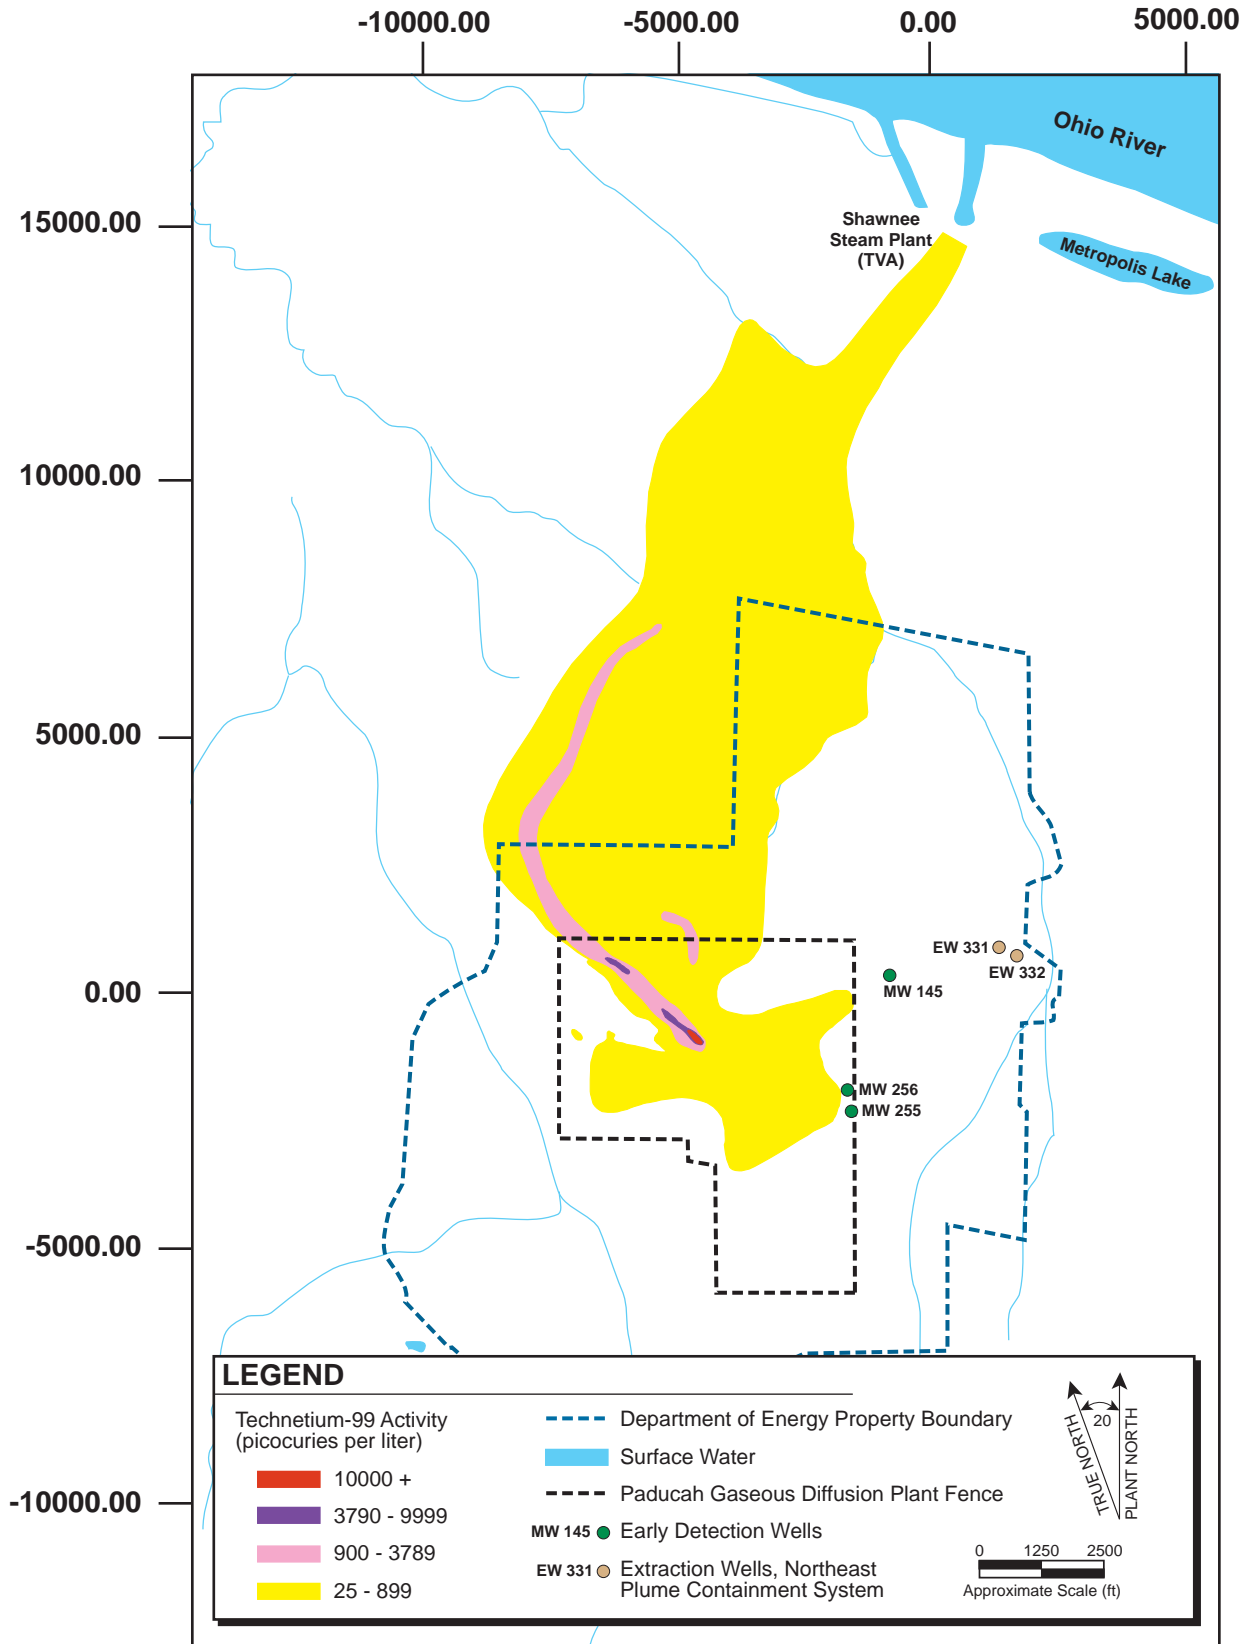 -10000.00 -5000.00 0.00 5000.00
Ohio River
15000.00
Shawnee
Steam Plant
(TVA)
Metropolis Lake
10000.00
5000.00
EW 331
EW 332
0.00
MW 145
MW 256
MW 255
-5000.00
-10000.00
LEGEND
Technetium-99 Activity
(picocuries per liter)
10000 +
3790 - 9999
900 - 3789
25 - 899
Department of Energy Property Boundary
Surface Water
Paducah Gaseous Diffusion Plant Fence
MW 145 Early Detection Wells
EW 331 Extraction Wells, Northeast
Plume Containment System
20
TRUE NORTH
PLANT NORTH
0 1250 2500
Approximate Scale (ft)